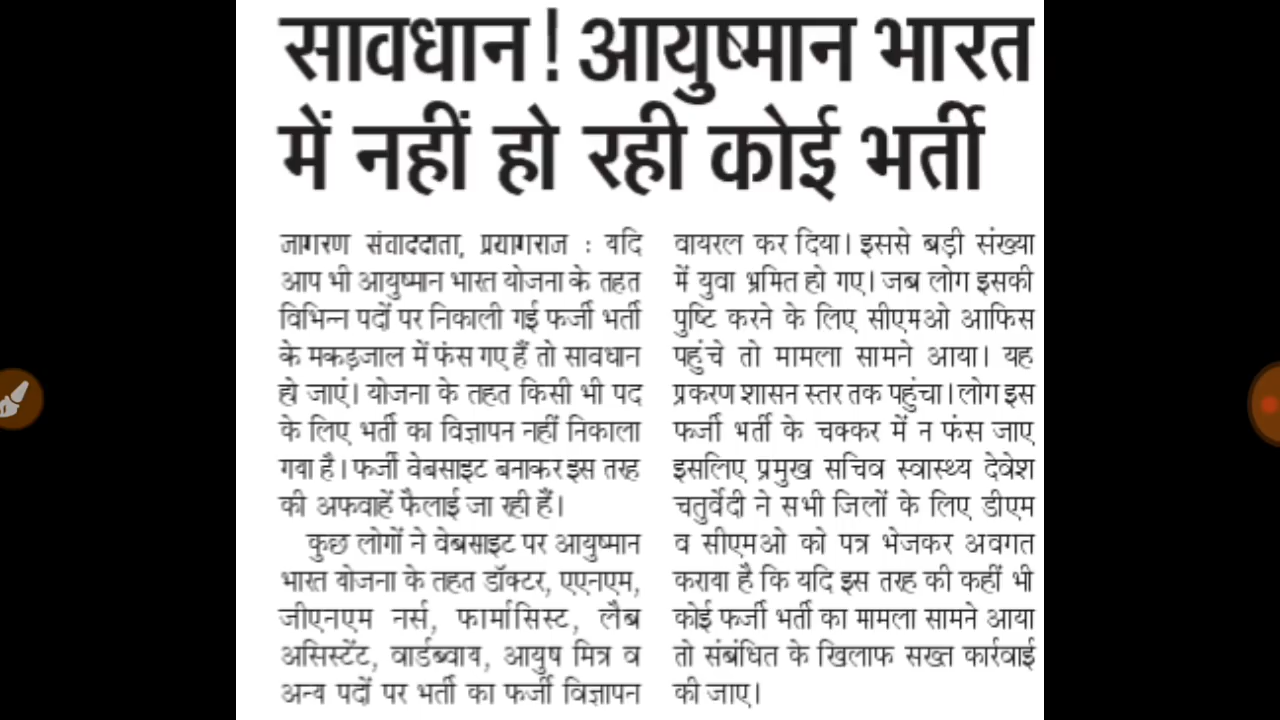 सावधान! आयुष्मान भारत
में नहीं हो रही कोई भर्ती
जागरण संवाददाता, प्रयागराज : यदि
आप भी आयुष्मान भारत योजना के तहत
विभिन्न पदों पर निकाली गई फर्जी भर्ती
के मकड़जाल में फंस गए हैं तो सावधान
हो जाएं। योजना के तहत किसी भी पद
के लिए भर्ती का विज्ञापन नहीं निकाला
गया है। फर्जी वेबसाइट बनाकर इस तरह
की अफवाहें फैलाई जा रही हैं।
कुछ लोगों ने वेबसाइट पर आयुष्मान
भारत योजना के तहत डॉक्टर, एएनएम,
जीएनएम नर्स, फार्मासिस्ट, लैब
असिस्टेंट, वार्डब्वाय, आयुष मित्र व
अन्य पदों पर भर्ती का फर्जी विज्ञापन
वायरल कर दिया। इससे बड़ी संख्या
में युवा भ्रमित हो गए। जब लोग इसकी
पुष्टि करने के लिए सीएमओ आफिस
पहुंचे तो मामला सामने आया। यह
प्रकरण शासन स्तर तक पहुंचा। लोग इस
फर्जी भर्ती के चक्कर में न फंस जाए
इसलिए प्रमुख सचिव स्वास्थ्य देवेश
चतुर्वेदी ने सभी जिलों के लिए डीएम
व सीएमओ को पत्र भेजकर अवगत
कराया है कि यदि इस तरह की कहीं भी
कोई फर्जी भर्ती का मामला सामने आया
तो संबंधित के खिलाफ सख्त कार्रवाई
की जाए।